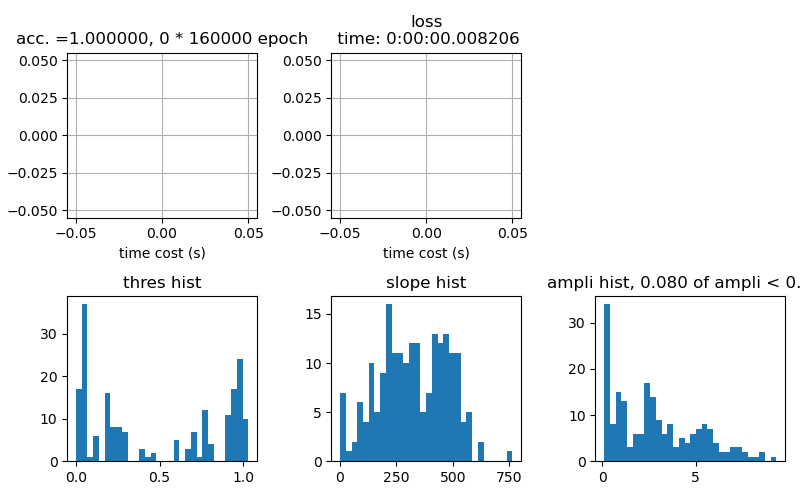 acc. =1.000000, 0 * 160000 epoch
0.050
0.025
0.000
−0.025
−0.050
−0.05 0.00 0.05
time cost (s)
loss
time: 0:00:00.008206
0.050
0.025
0.000
−0.025
−0.050
−0.05 0.00 0.05
time cost (s)
thres hist
30
20
10
0
0.0 0.5 1.0
slope hist
15
10
5
0
0 250 500 750
ampli hist, 0.080 of ampli < 0.
30
20
10
0
0 5